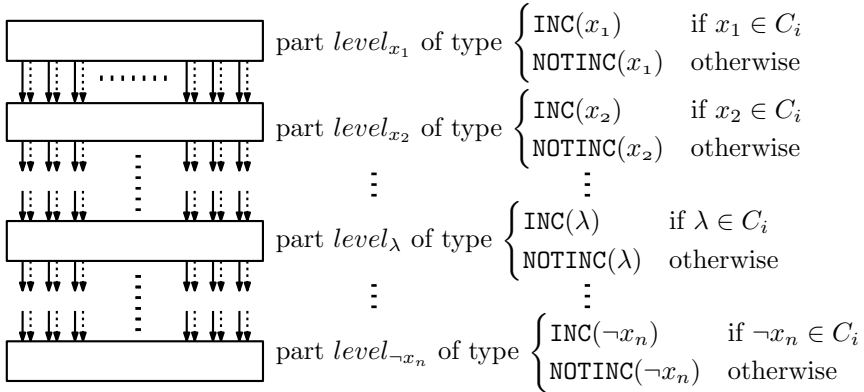 part level_{x_1} of type { INC(x_1) if x_1 ∈ C_i
NOTINC(x_1) otherwise
part level_{x_2} of type { INC(x_2) if x_2 ∈ C_i
NOTINC(x_2) otherwise
part level_λ of type { INC(λ) if λ ∈ C_i
NOTINC(λ) otherwise
part level_{¬x_n} of type { INC(¬x_n) if ¬x_n ∈ C_i
NOTINC(¬x_n) otherwise